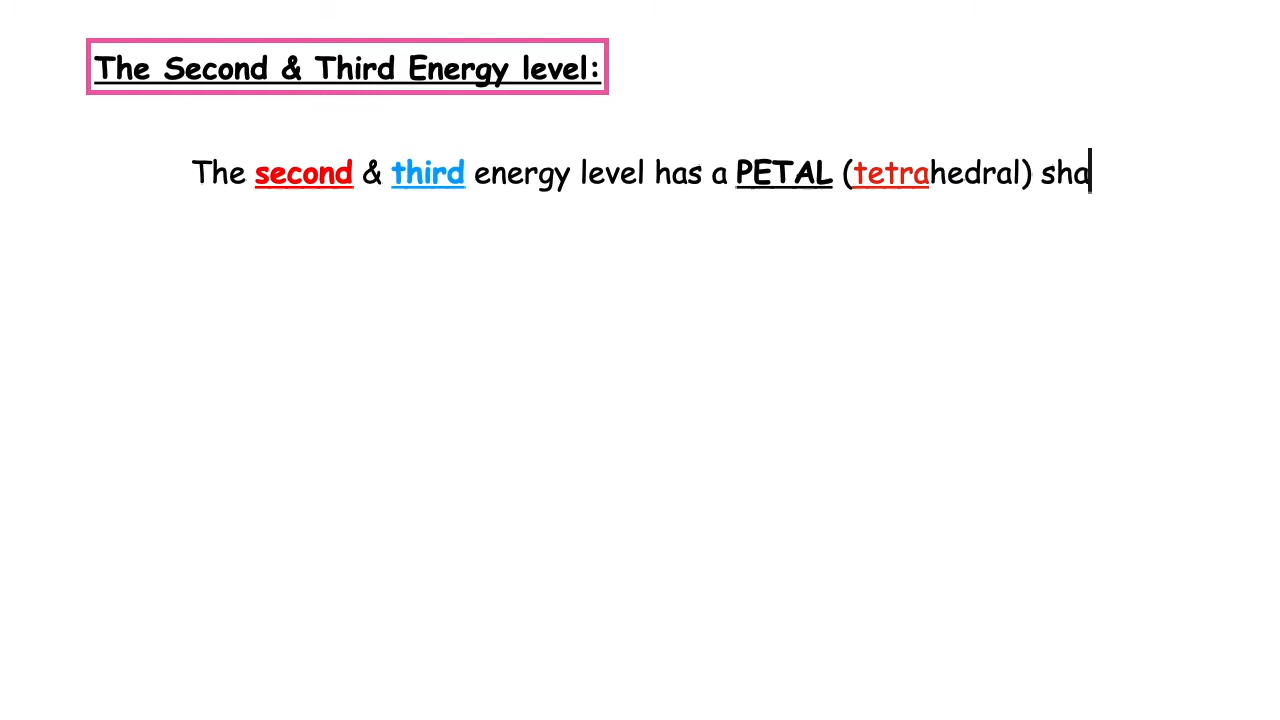 The Second & Third Energy level:
The second & third energy level has a PETAL (tetrahedral) sha